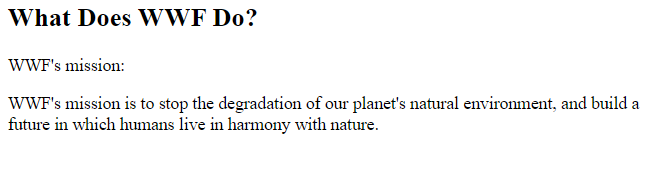 What Does WWF Do?
WWF's mission:
WWF's mission is to stop the degradation of our planet's natural environment, and build a
future in which humans live in harmony with nature.